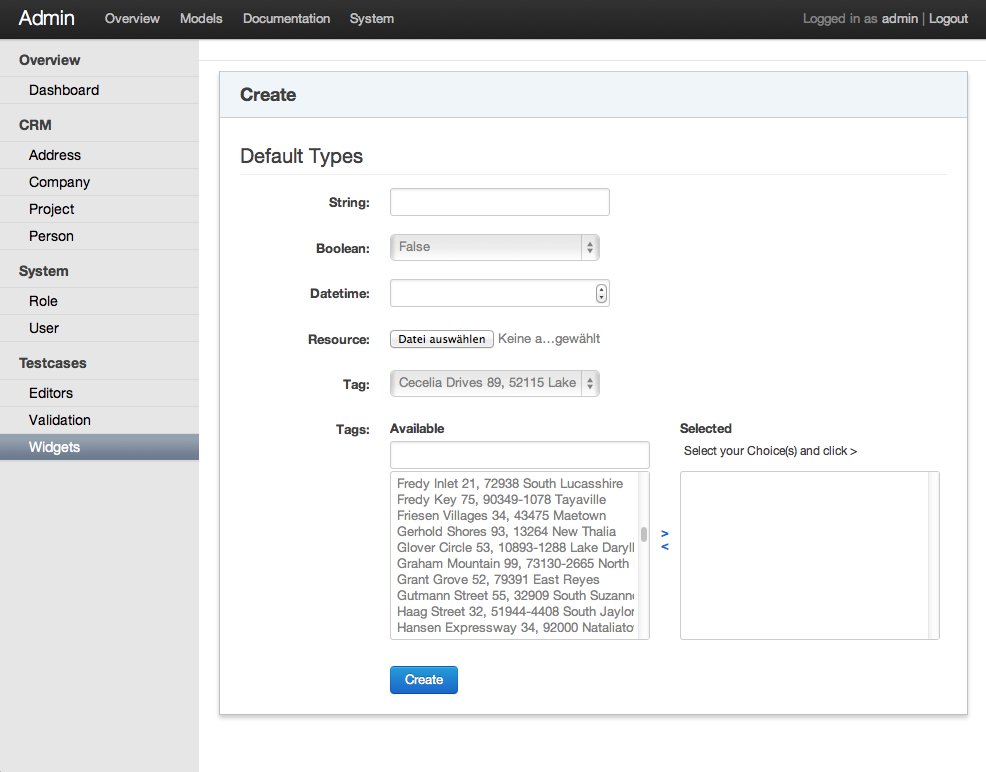 Admin Overview Models Documentation System Logged in as admin | Logout
Overview
Dashboard
CRM
Address
Company
Project
Person
System
Role
User
Testcases
Editors
Validation
Widgets
Create
Default Types
String:
Boolean: False
Datetime:
Resource: Datei auswählen Keine a...gewählt
Tag: Cecelia Drives 89, 52115 Lake
Tags: Available
Fredy Inlet 21, 72938 South Lucasshire
Fredy Key 75, 90349-1078 Tayaville
Friesen Villages 34, 43475 Maetown
Gerhold Shores 93, 13264 New Thalia
Glover Circle 53, 10893-1288 Lake Daryll
Graham Mountain 99, 73130-2665 North
Grant Grove 52, 79391 East Reyes
Gutmann Street 55, 32909 South Suzanne
Haag Street 32, 51944-4408 South Jaylor
Hansen Expressway 34, 92000 Nataliato
>
<
Selected
Select your Choice(s) and click >
Create